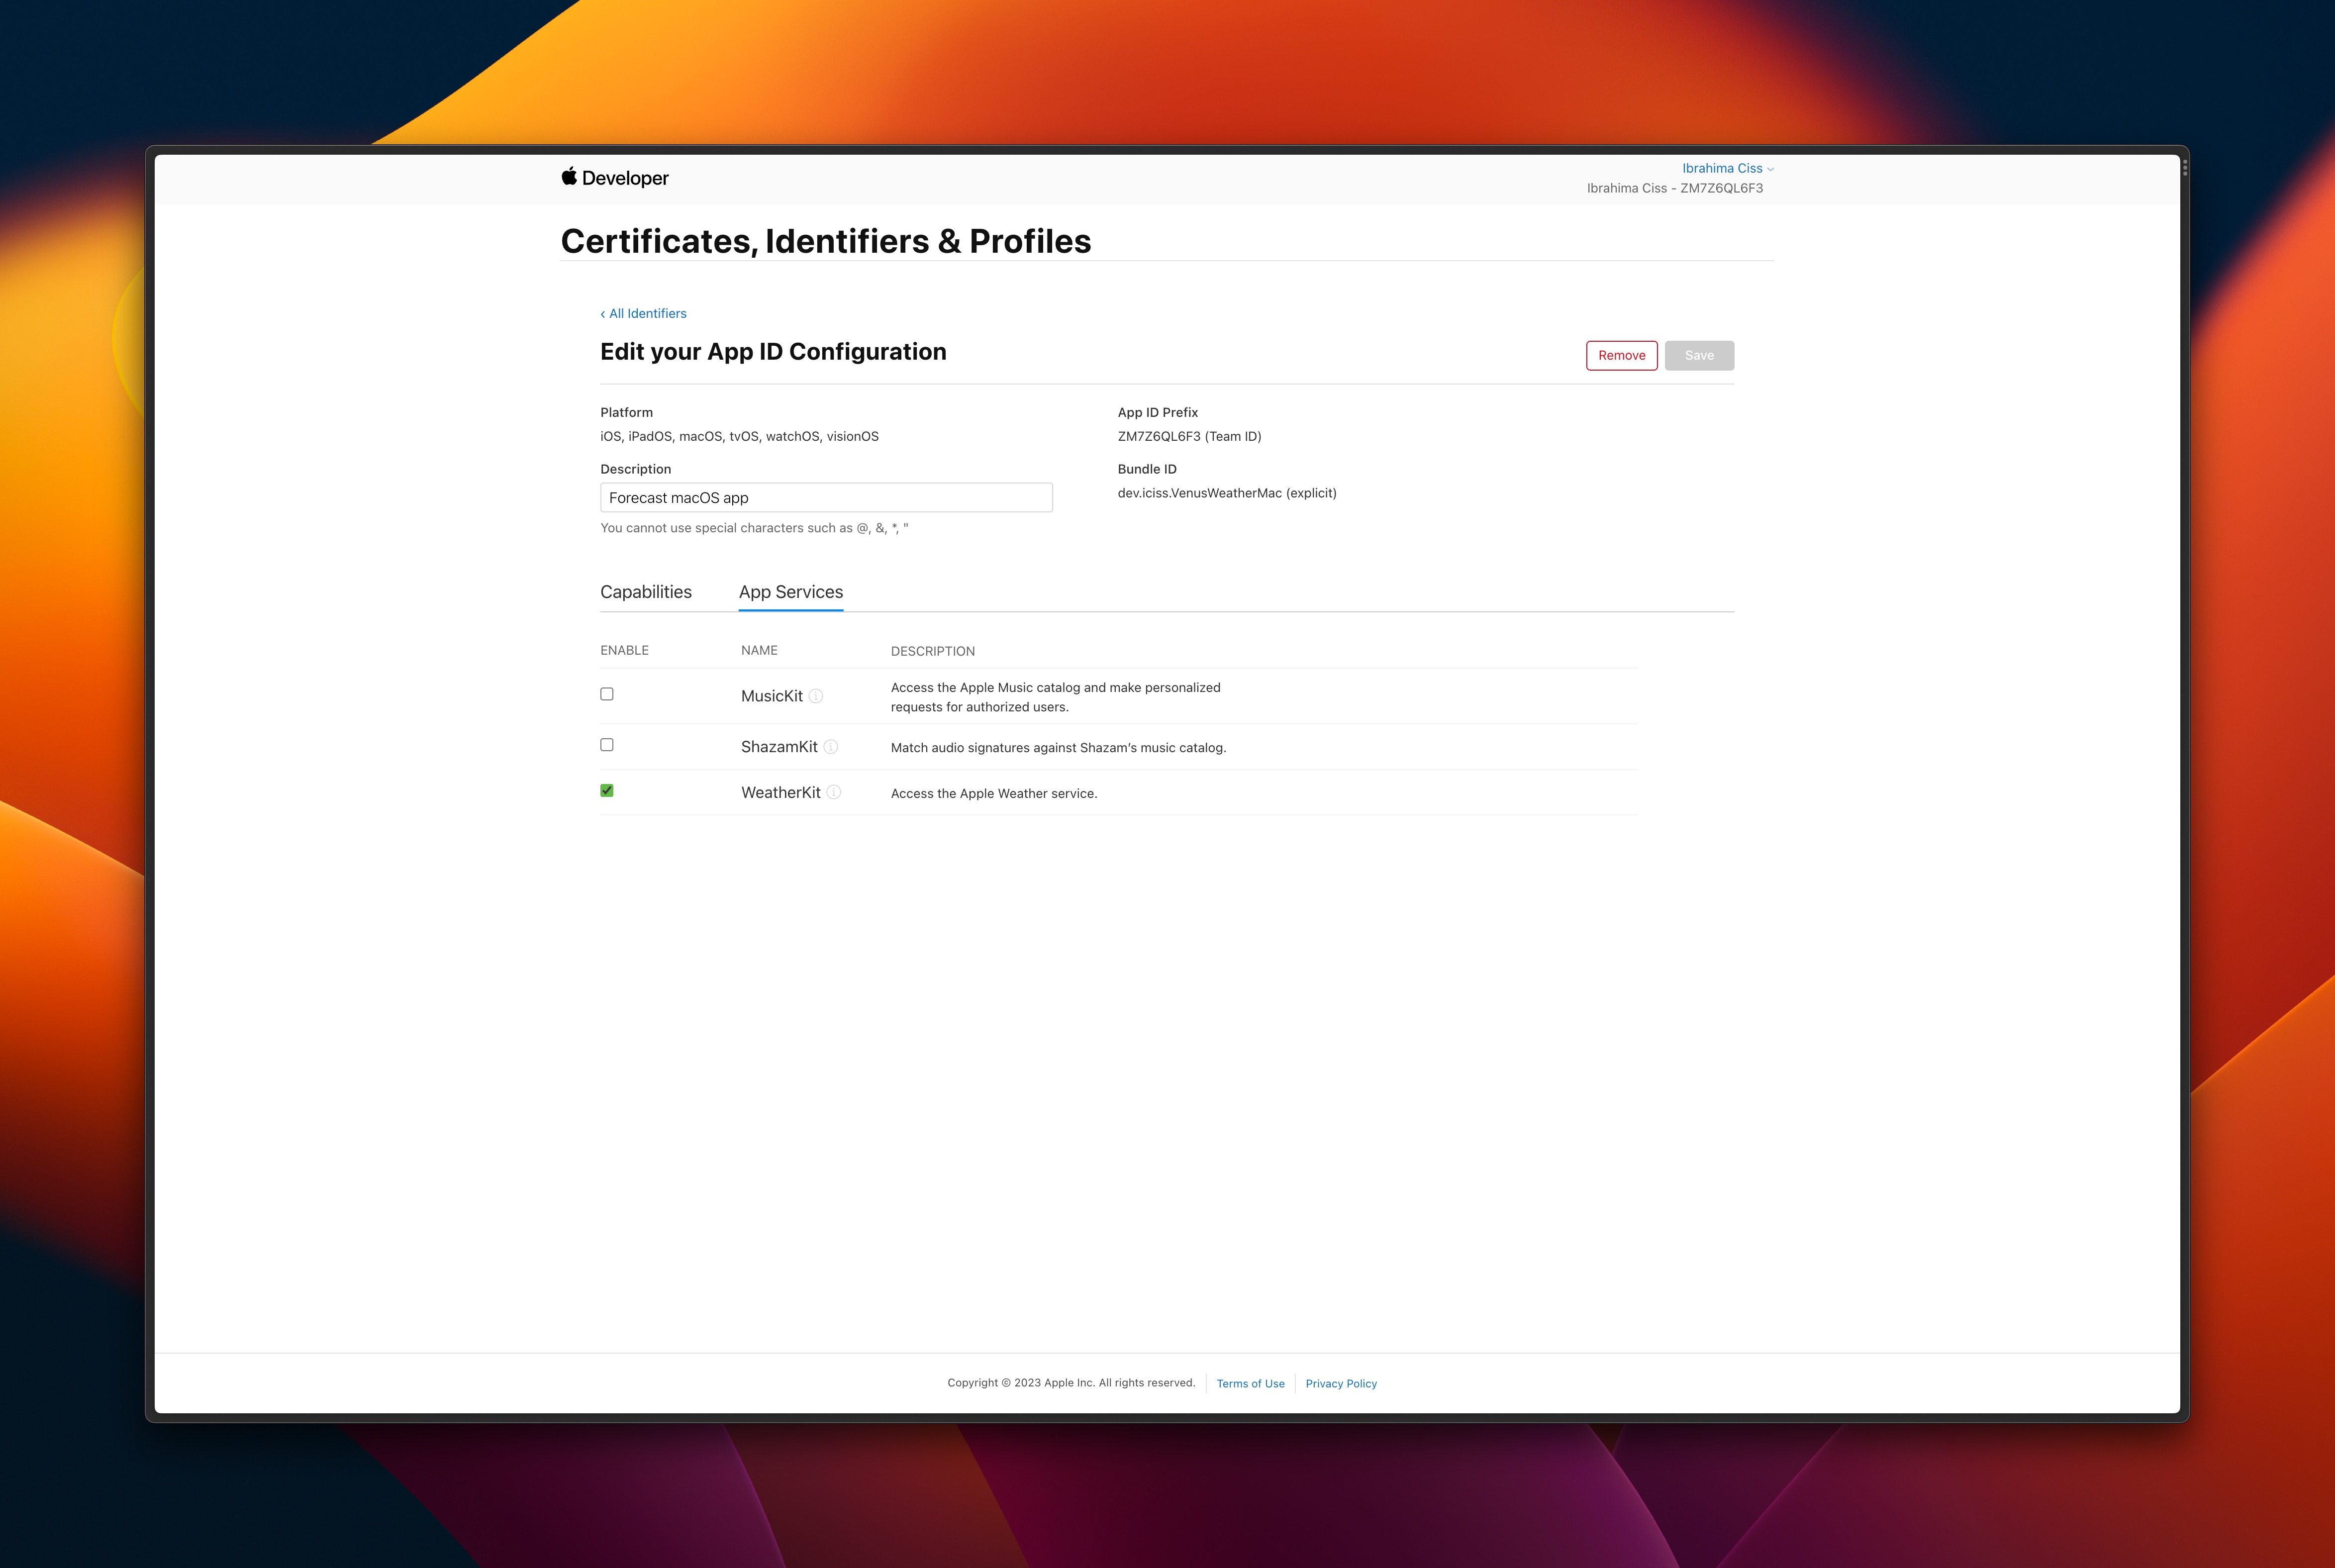 Developer
Ibrahima Ciss
Ibrahima Ciss - ZM7Z6QL6F3
Certificates, Identifiers & Profiles
‹ All Identifiers
Edit your App ID Configuration
Remove
Save
Platform
iOS, iPadOS, macOS, tvOS, watchOS, visionOS
App ID Prefix
ZM7Z6QL6F3 (Team ID)
Description
Forecast macOS app
You cannot use special characters such as @, &, *, "
Bundle ID
dev.iciss.VenusWeatherMac (explicit)
Capabilities
App Services
ENABLE NAME DESCRIPTION
MusicKit
Access the Apple Music catalog and make personalized
requests for authorized users.
ShazamKit
Match audio signatures against Shazam's music catalog.
WeatherKit
Access the Apple Weather service.
Copyright © 2023 Apple Inc. All rights reserved.
Terms of Use
Privacy Policy